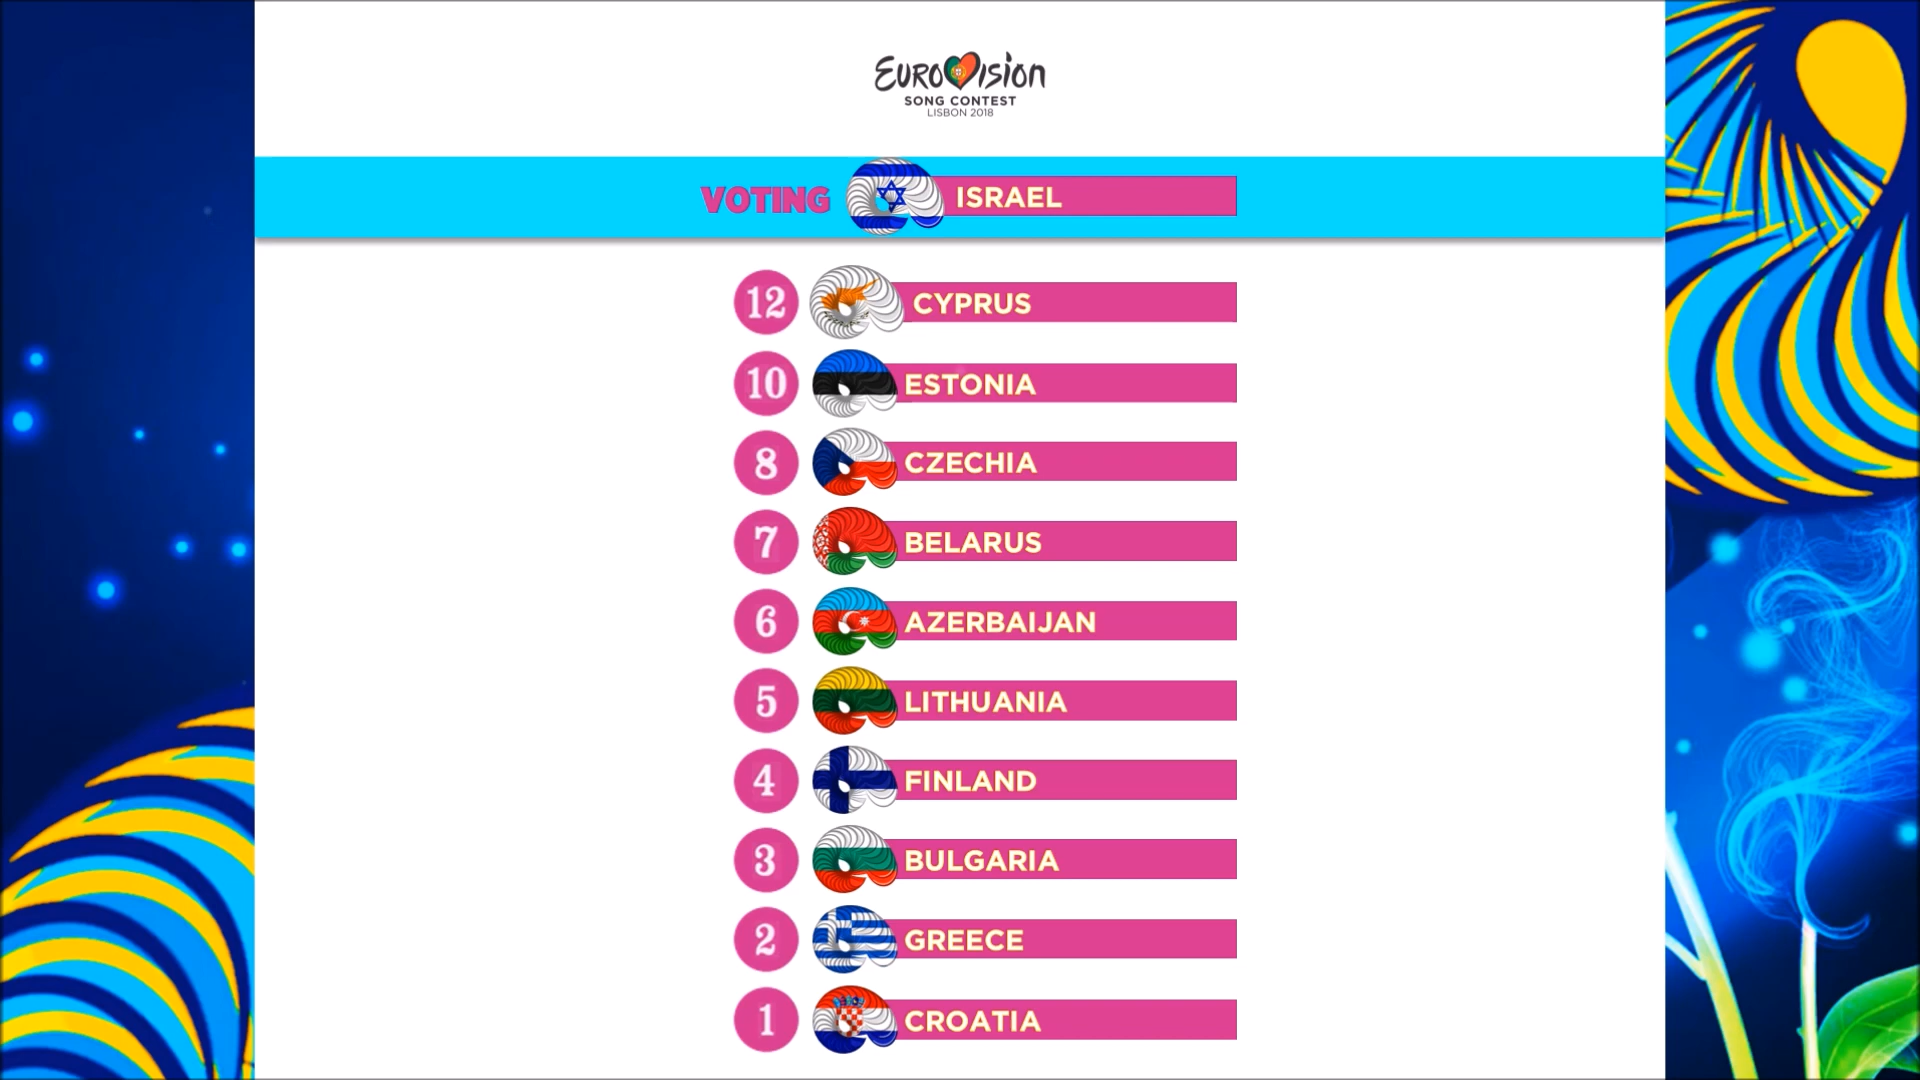 EUROVISION
SONG CONTEST
LISBON 2018
VOTING ISRAEL
12 CYPRUS
10 ESTONIA
8 CZECHIA
7 BELARUS
6 AZERBAIJAN
5 LITHUANIA
4 FINLAND
3 BULGARIA
2 GREECE
1 CROATIA